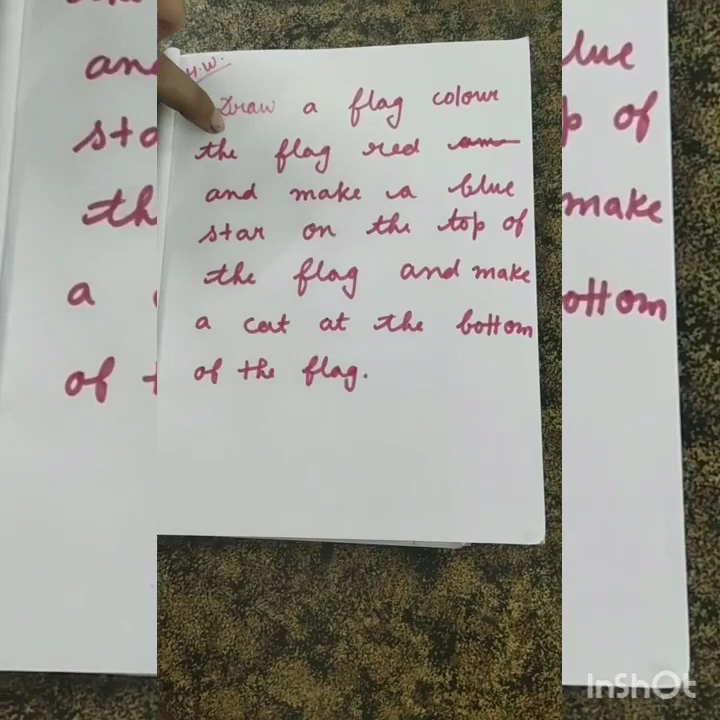 H.W.
Draw a flag colour
the flag red
and make a blue
star on the top of
the flag and make
a cat at the bottom
of the flag.
InShOt